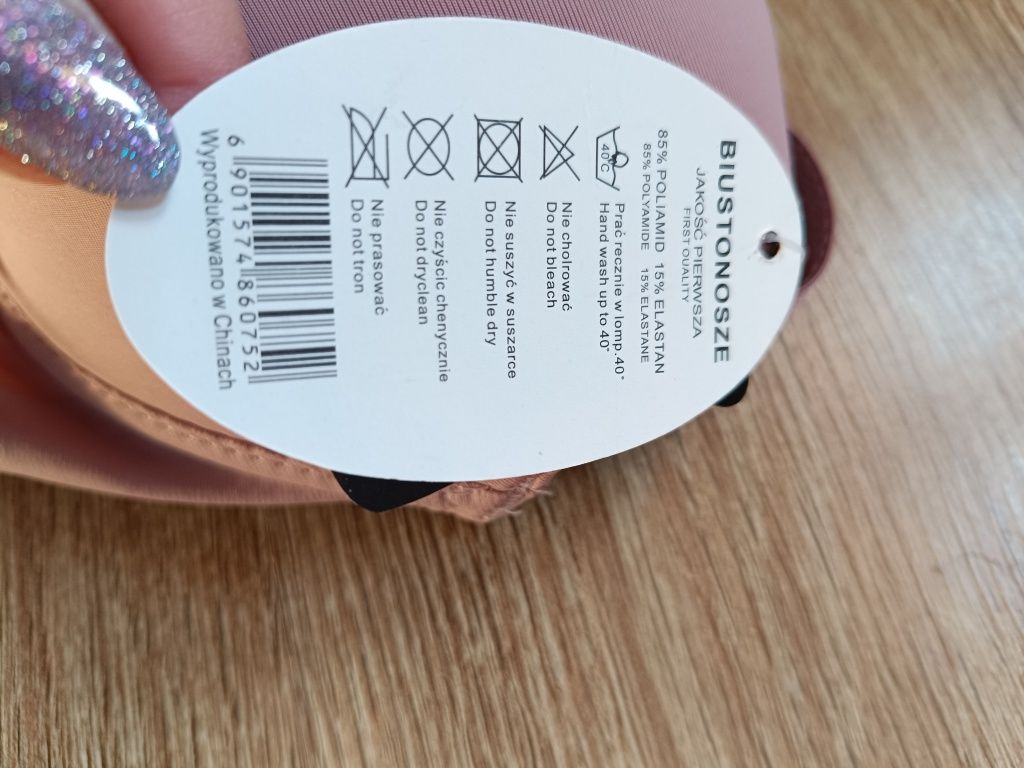 BIUSTONOSZE
JAKOŚĆ PIERWSZA
FIRST QUALITY
85% POLIAMID 15% ELASTAN
85% POLYAMIDE 15% ELASTANE
40°C
Prać recznie w lomp.40°
Hand wash up to 40°
Nie cholrować
Do not bleach
Nie suszyć w suszarce
Do not humble dry
Nie czyścic chenycznie
Do not dryclean
Nie prasować
Do not tron
6 901574 860752
Wyprodukowano w Chinach